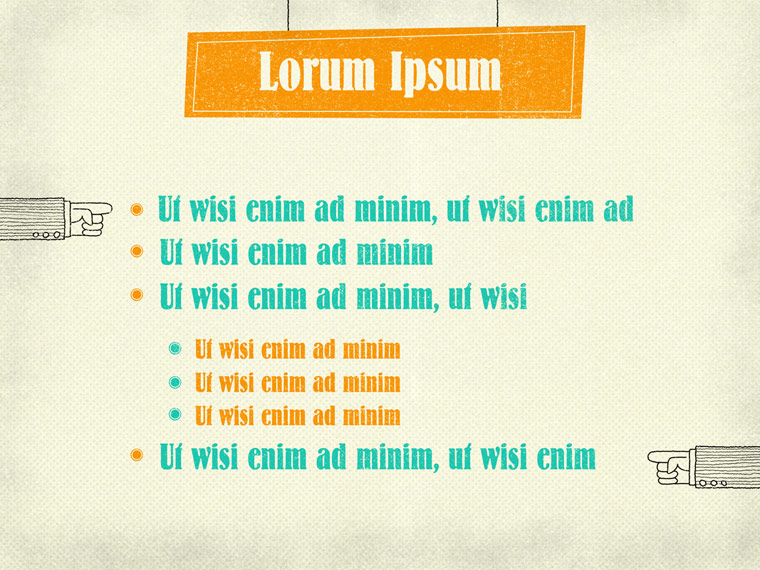 Lorum Ipsum
Ut wisi enim ad minim, ut wisi enim ad
Ut wisi enim ad minim
Ut wisi enim ad minim, ut wisi
Ut wisi enim ad minim
Ut wisi enim ad minim
Ut wisi enim ad minim
Ut wisi enim ad minim, ut wisi enim